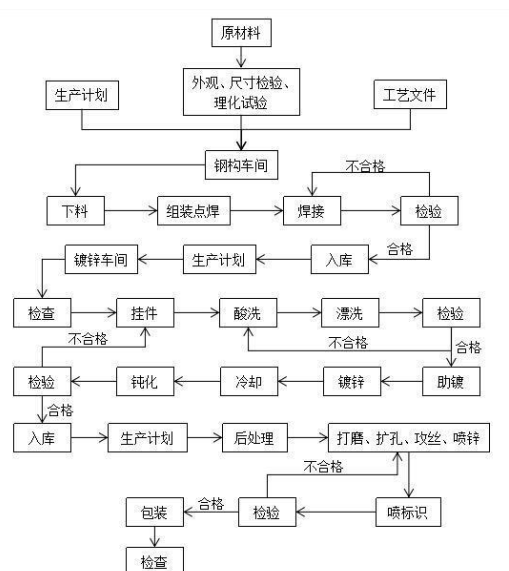 原材料
生产计划
外观、尺寸检验、
理化试验
工艺文件
钢构车间
不合格
下料
组装点焊
焊接
检验
合格
镀锌车间
生产计划
入库
检查
挂件
酸洗
漂洗
检验
不合格
不合格
合格
检验
钝化
冷却
镀锌
助镀
合格
入库
生产计划
后处理
打磨、扩孔、攻丝、喷锌
不合格
包装
合格
检验
喷标识
检查